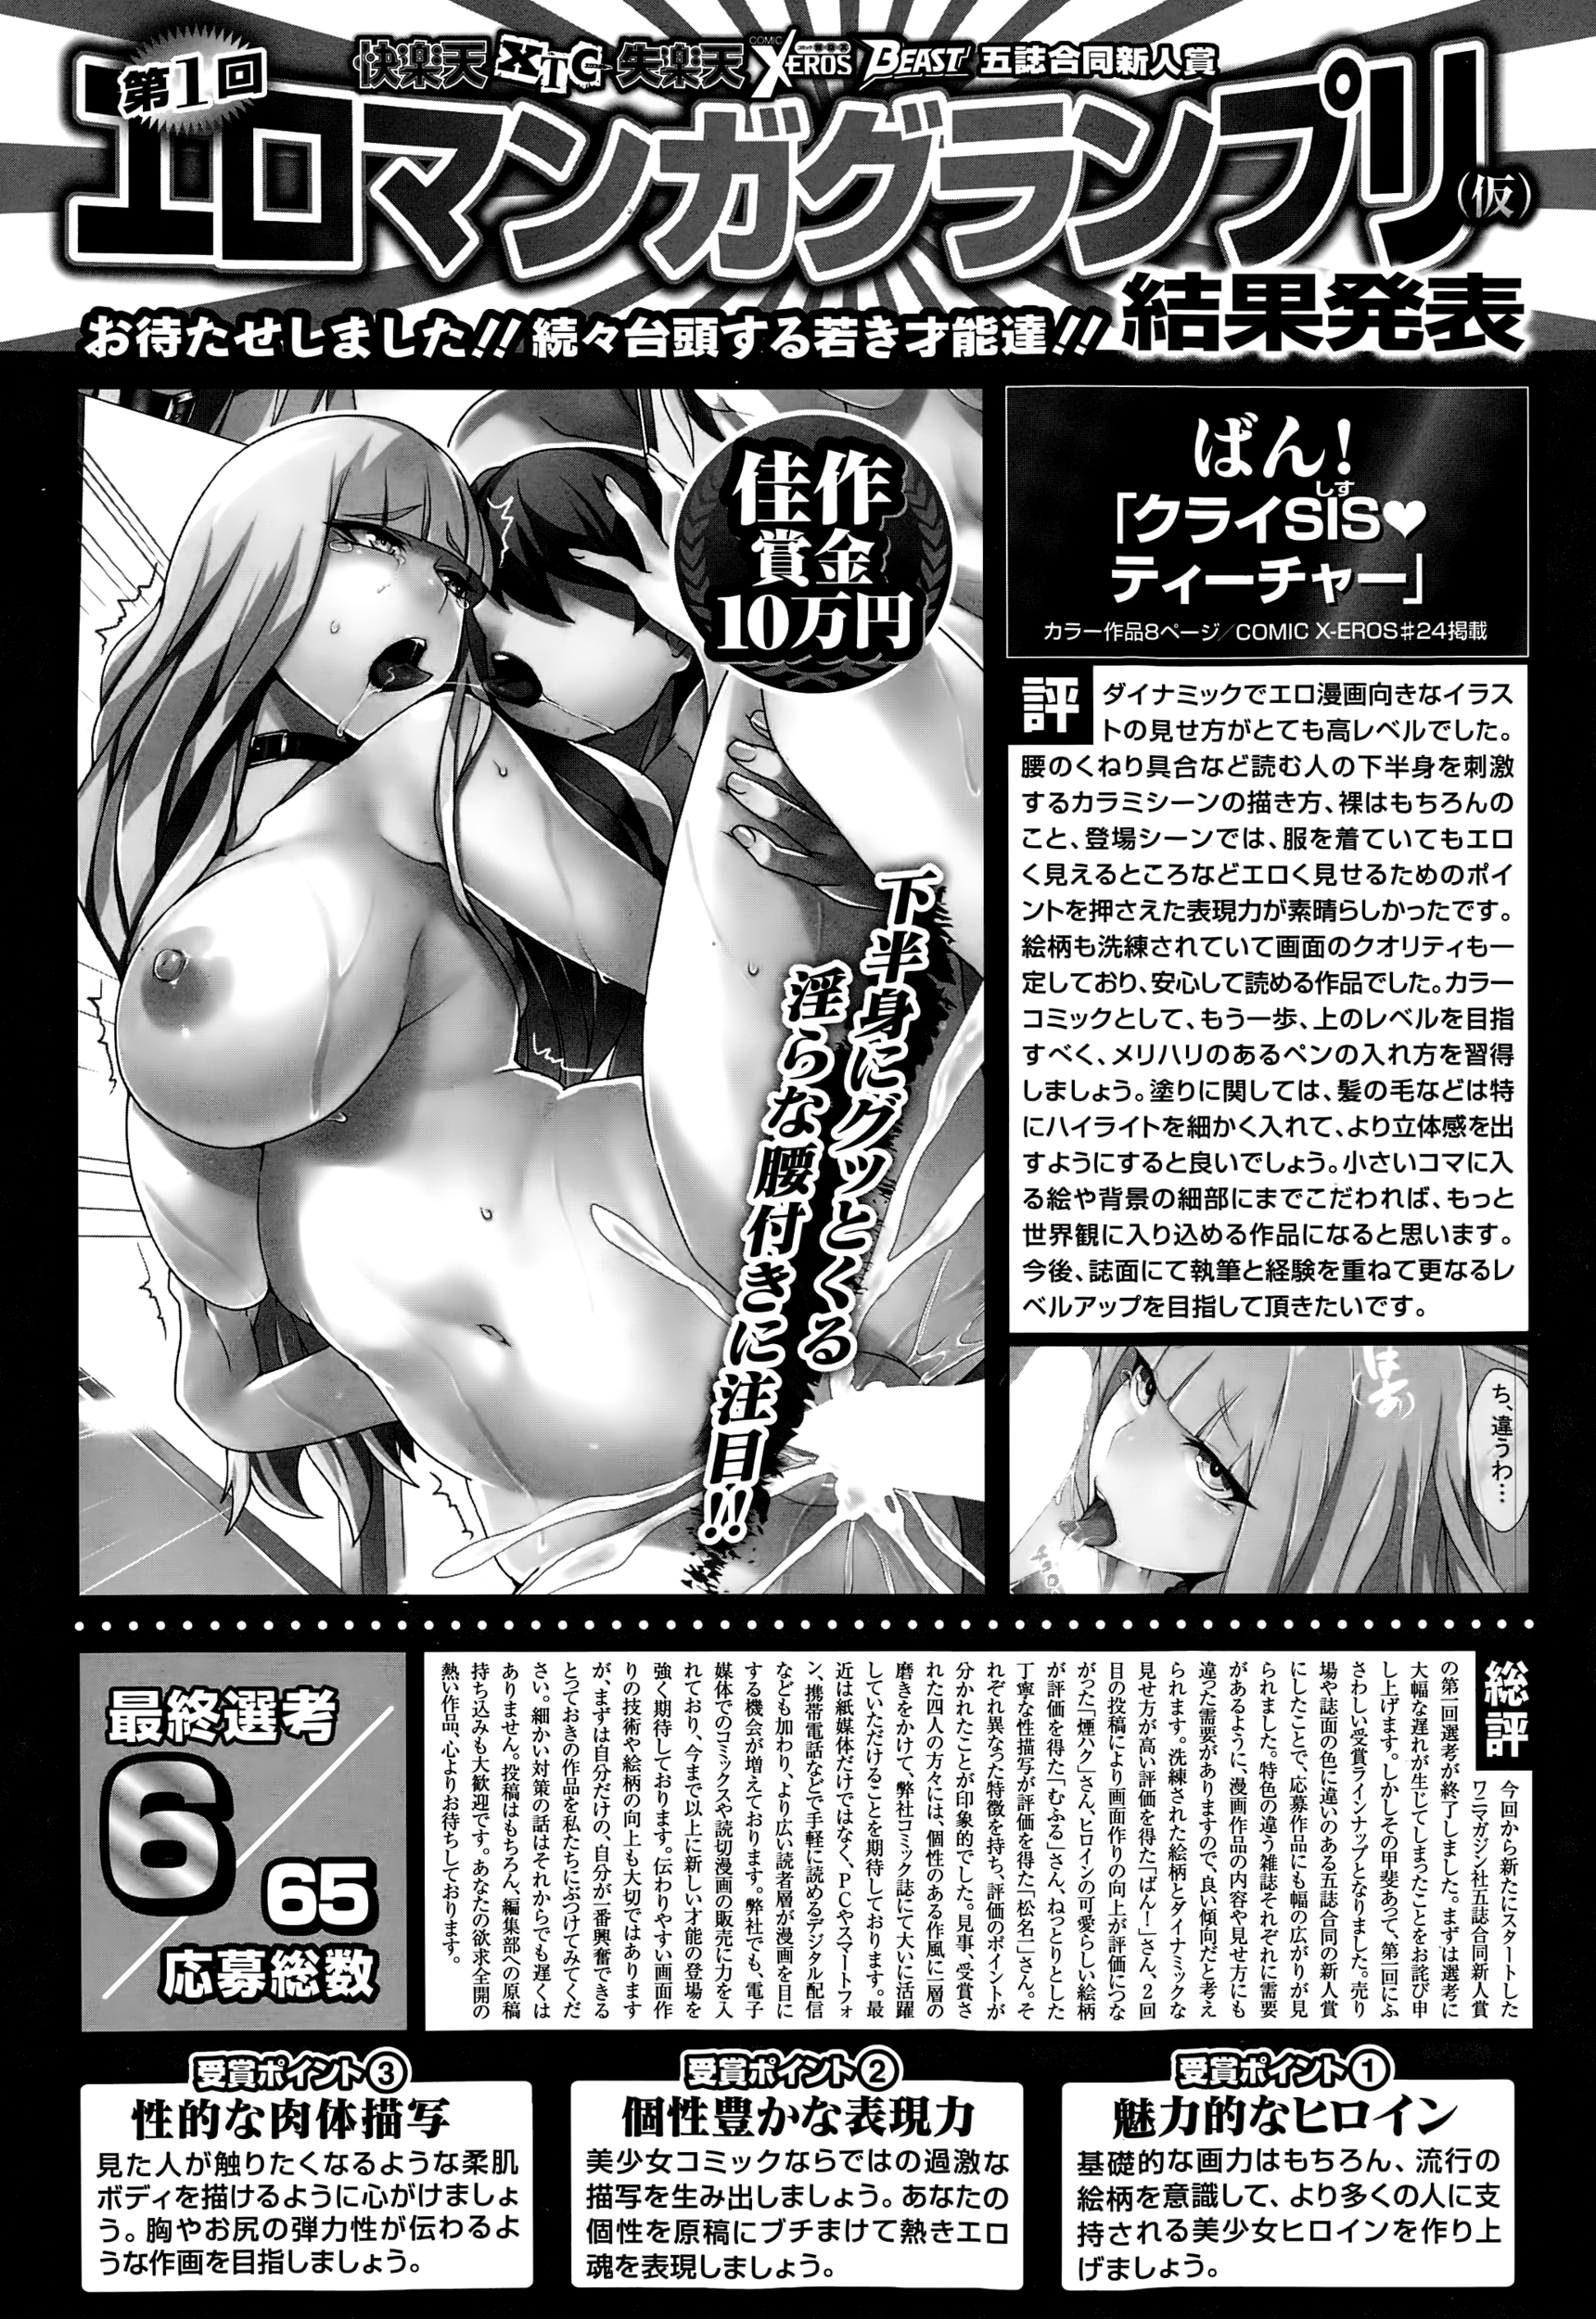 快楽天 XTC 失楽天 COMIC X-EROS BEAST 五誌合同新人賞
第1回
エロマンガグランプリ(仮)
結果発表
お待たせしました!!続々台頭する若き才能達!!
佳作
賞金
10万円
下半身にグッとくる
淫らな腰付きに注目!!
ばん!
しす
「クライSIS♥
ティーチャー」
カラー作品8ページ/COMIC X-EROS#24掲載
評
ダイナミックでエロ漫画向きなイラス
トの見せ方がとても高レベルでした。
腰のくねり具合など読む人の下半身を刺激
するカラミシーンの描き方、裸はもちろんの
こと、登場シーンでは、服を着ていてもエロ
く見えるところなどエロく見せるためのポイ
ントを押さえた表現力が素晴らしかったです。
絵柄も洗練されていて画面のクオリティも一
定しており、安心して読める作品でした。カラー
コミックとして、もう一歩、上のレベルを目指
すべく、メリハリのあるペンの入れ方を習得
しましょう。塗りに関しては、髪の毛などは特
にハイライトを細かく入れて、より立体感を出
すようにすると良いでしょう。小さいコマに入
る絵や背景の細部にまでこだわれば、もっと
世界観に入り込める作品になると思います。
今後、誌面にて執筆と経験を重ねて更なるレ
ベルアップを目指して頂きたいです。
ち、違うわ…
総評
今回から新たにスタートした
ワニマガジン社五誌合同新人賞
の第一回選考が終了しました。まずは選考に
大幅な遅れが生じてしまったことをお詫び申
し上げます。しかしその甲斐あって、第一回にふ
さわしい受賞ラインナップとなりました。売り
場や誌面の色に違いのある五誌合同の新人賞
にしたことで、応募作品にも幅の広がりが見
られました。特色の違う雑誌それぞれに需要
があるように、漫画作品の内容や見せ方にも
違った需要がありますので、良い傾向だと考え
られます。洗練された絵柄とダイナミックな
見せ方が高い評価を得た「ばん!」さん、2回
目の投稿により画面作りの向上が評価につな
がった「煙ハク」さん、ヒロインの可愛らしい絵柄
が評価を得た「むふる」さん、ねっとりとした
丁寧な性描写が評価を得た「松名一」さん。そ
れぞれ異なった特徴を持ち、評価のポイントが
分かれたことが印象的でした。見事、受賞さ
れた四人の方々には、個性のある作風に一層の
磨きをかけて、弊社コミック誌にて大いに活躍
していただけることを期待しております。最
近は紙媒体だけではなく、PCやスマートフォ
ン、携帯電話などで手軽に読めるデジタル配信
なども加わり、より広い読者層が漫画を目に
する機会が増えております。弊社でも、電子
媒体でのコミックスや読切漫画の販売に力を入
れており、今まで以上に新しい才能の登場を
強く期待しております。伝わりやすい画面作
りの技術や絵柄の向上も大切ではあります
が、まずは自分だけの、自分が一番興奮できる
とっておきの作品を私たちにぶつけてみてくだ
さい。細かい対策の話はそれからでも遅くは
ありません。投稿はもちろん、編集部への原稿
持ち込みも大歓迎です。あなたの欲求全開の
熱い作品、心よりお待ちしております。
最終選考
6
65
応募総数
受賞ポイント①
魅力的なヒロイン
基礎的な画力はもちろん、流行の
絵柄を意識して、より多くの人に支
持される美少女ヒロインを作り上
げましょう。
受賞ポイント②
個性豊かな表現力
美少女コミックならではの過激な
描写を生み出しましょう。あなたの
個性を原稿にブチまけて熱きエロ
魂を表現しましょう。
受賞ポイント③
性的な肉体描写
見た人が触りたくなるような柔肌
ボディを描けるように心がけましょ
う。胸やお尻の弾力性が伝わるよ
うな作画を目指しましょう。